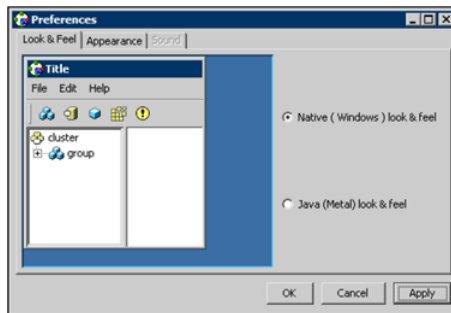 Preferences
Look & Feel Appearance Sound
Title
File Edit Help
cluster
group
Native ( Windows ) look & feel
Java (Metal) look & feel
OK Cancel Apply